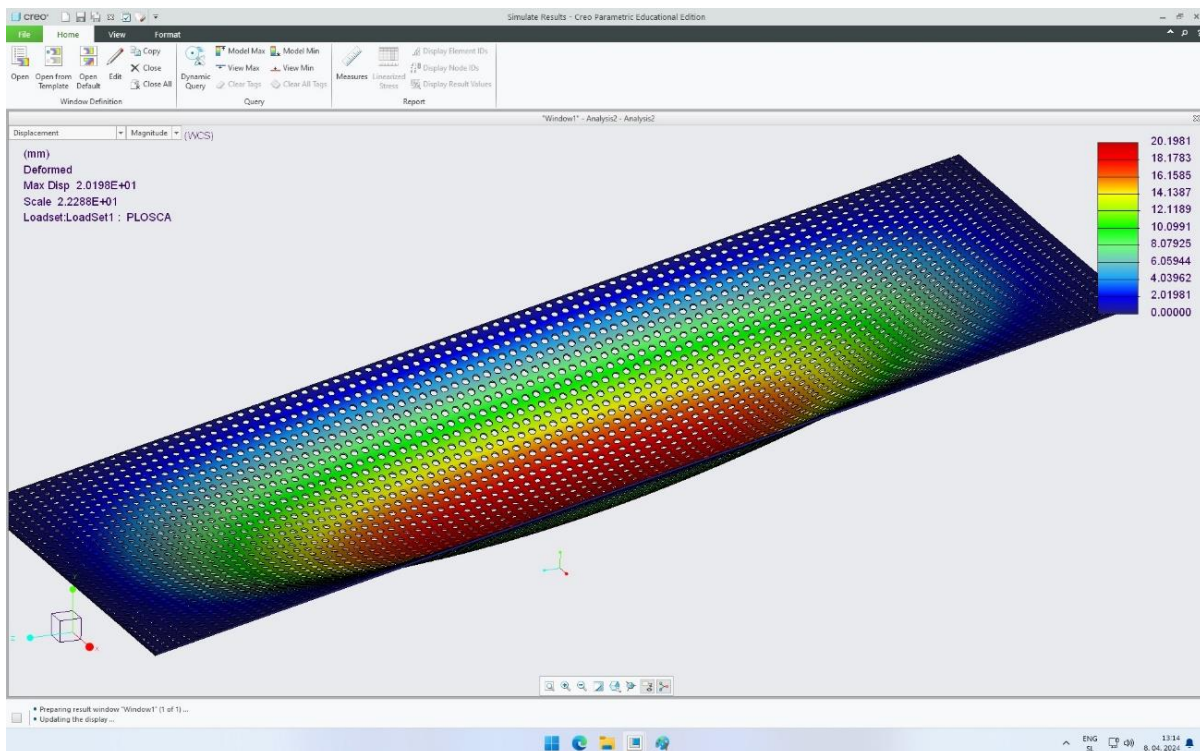 creo
Simulate Results - Creo Parametric Educational Edition
File Home View Format
Open
Open from Template
Open Default
Edit
Copy
Close
Close All
Window Definition
Dynamic Query
Model Max
Model Min
View Max
View Min
Clear Tags
Clear All Tags
Query
Measures
Linearized Stress
Display Element IDs
Display Node IDs
Display Result Values
Report
"Window1" - Analysis2 - Analysis2
Displacement Magnitude (WCS)
(mm)
Deformed
Max Disp 2.0198E+01
Scale 2.2288E+01
Loadset:LoadSet1 : PLOSCA
20.1981
18.1783
16.1585
14.1387
12.1189
10.0991
8.07925
6.05944
4.03962
2.01981
0.00000
• Preparing result window "Window1" (1 of 1) ...
• Updating the display ...
ENG
SL
13:14
8. 04. 2024